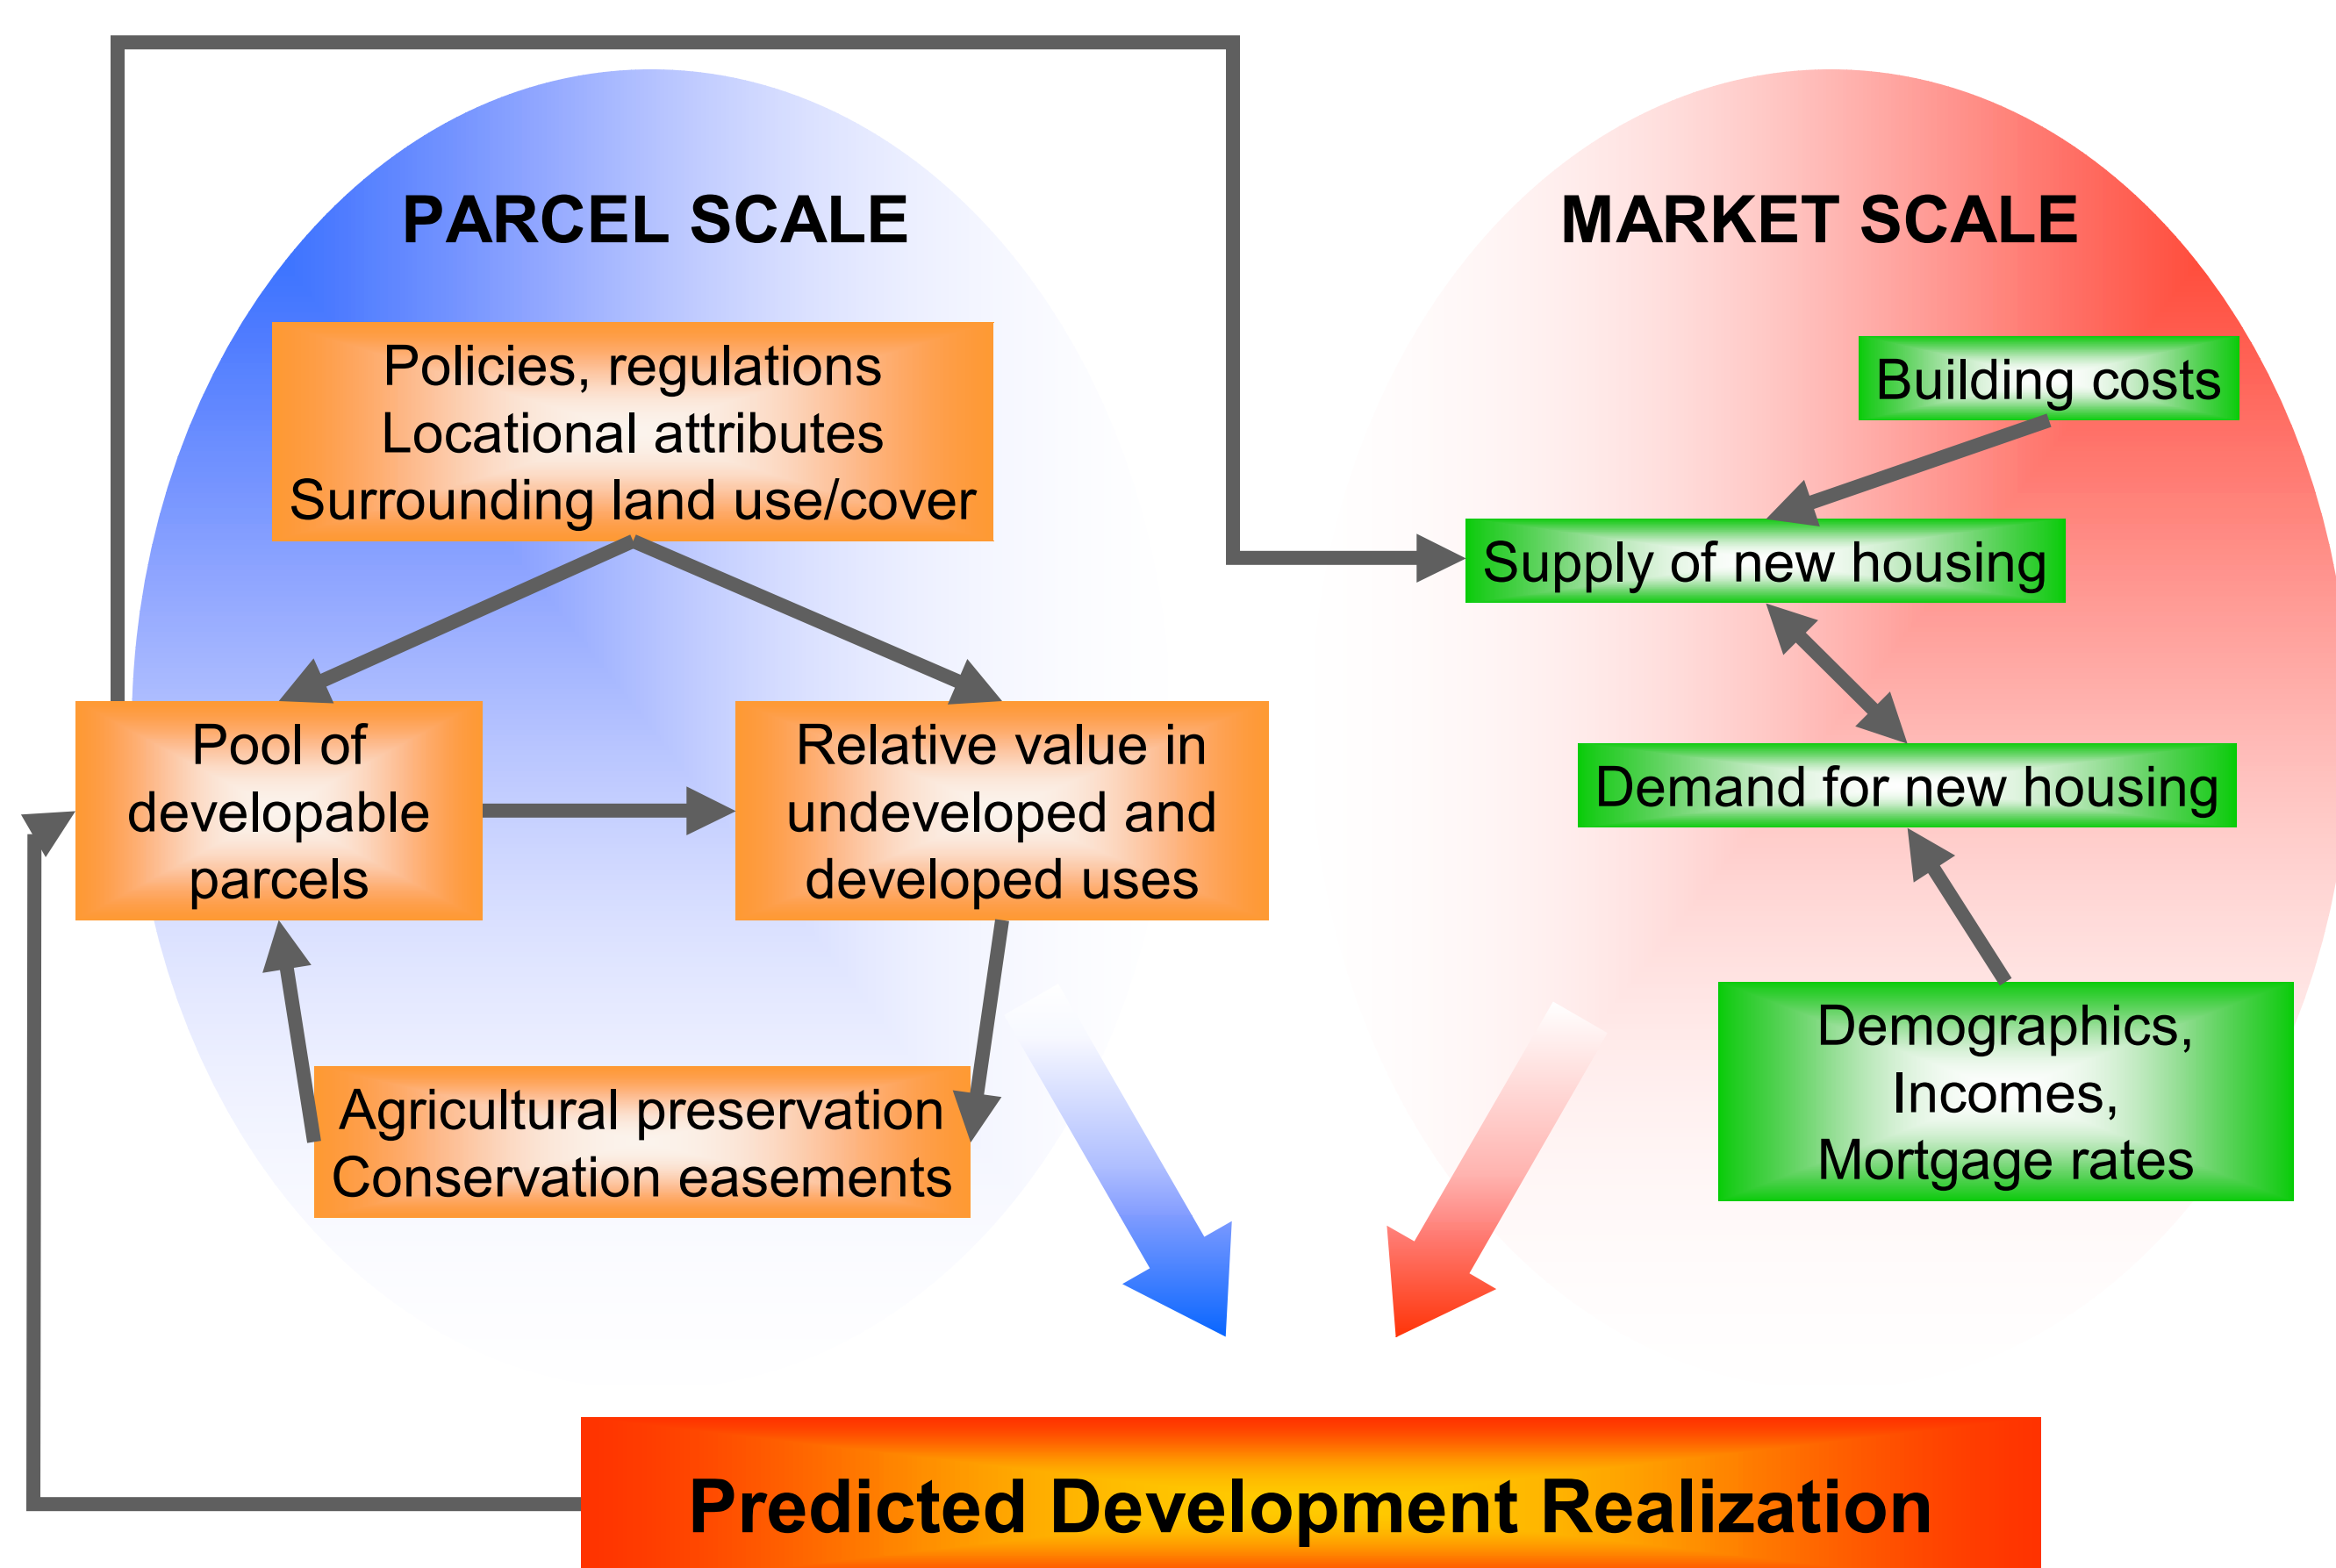 PARCEL SCALE
Policies, regulations
Locational attributes
Surrounding land use/cover
Pool of
developable
parcels
Relative value in
undeveloped and
developed uses
Agricultural preservation
Conservation easements
MARKET SCALE
Building costs
Supply of new housing
Demand for new housing
Demographics,
Incomes,
Mortgage rates
Predicted Development Realization